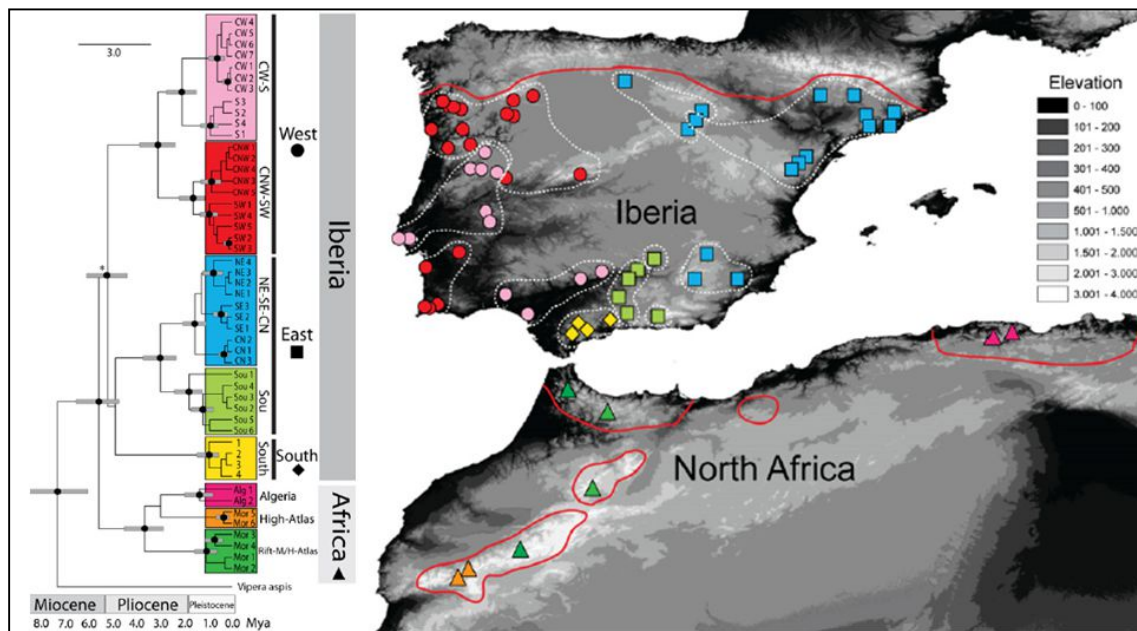 3.0
CW 4
CW 5
CW 6
CW 7
CW 1
CW 2
CW 3
S 3
S 2
S 4
S 1
CW-S
CNW 1
CNW 2
CNW 4
CNW 3
CNW 5
SW 1
SW 4
SW 5
SW 2
SW 3
CNW-SW
West
NE 4
NE 3
NE 2
NE 1
SE 3
SE 2
SE 1
CN 2
CN 1
CN 3
NE-SE-CN
East
*
Sou 1
Sou 4
Sou 3
Sou 2
Sou 5
Sou 6
Sou
1
2
3
4
South
South
Iberia
Alg 1
Alg 2
Algeria
Mor 5
Mor 6
High-Atlas
Mor 3
Mor 4
Mor 1
Mor 2
Rift-M/H-Atlas
Africa
Vipera aspis
Miocene Pliocene Pleistocene
8.0 7.0 6.0 5.0 4.0 3.0 2.0 1.0 0.0 Mya
Iberia
North Africa
Elevation
0 - 100
101 - 200
201 - 300
301 - 400
401 - 500
501 - 1.000
1.001 - 1.500
1.501 - 2.000
2.001 - 3.000
3.001 - 4.000